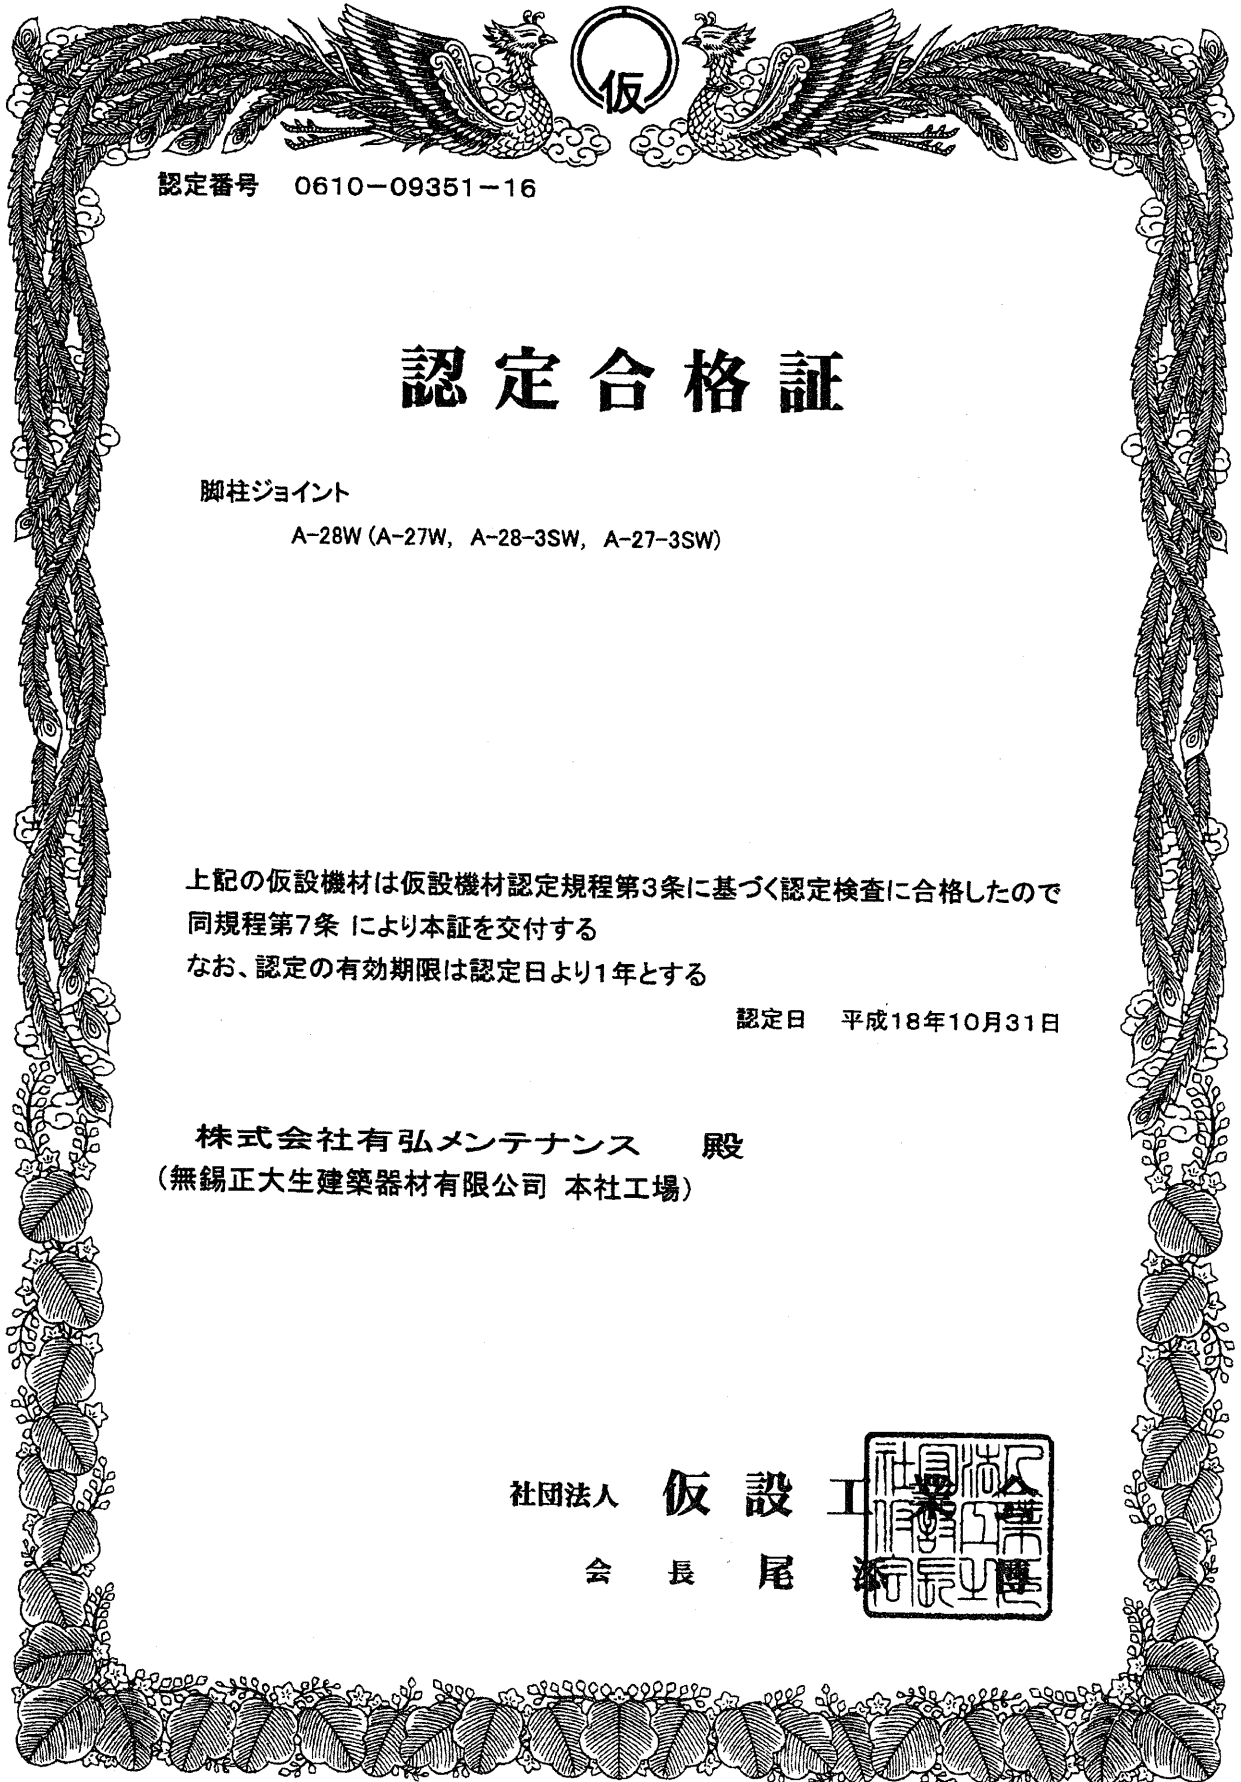 仮
認定番号 0610-09351-16
認定合格証
脚柱ジョイント
A-28W(A-27W, A-28-3SW, A-27-3SW)
上記の仮設機材は仮設機材認定規程第3条に基づく認定検査に合格したので
同規程第7条 により本証を交付する
なお、認定の有効期限は認定日より1年とする
認定日 平成18年10月31日
株式会社有弘メンテナンス 殿
(無錫正大生建築器材有限公司 本社工場)
社団法人 仮設工業会
会長 尾添 博